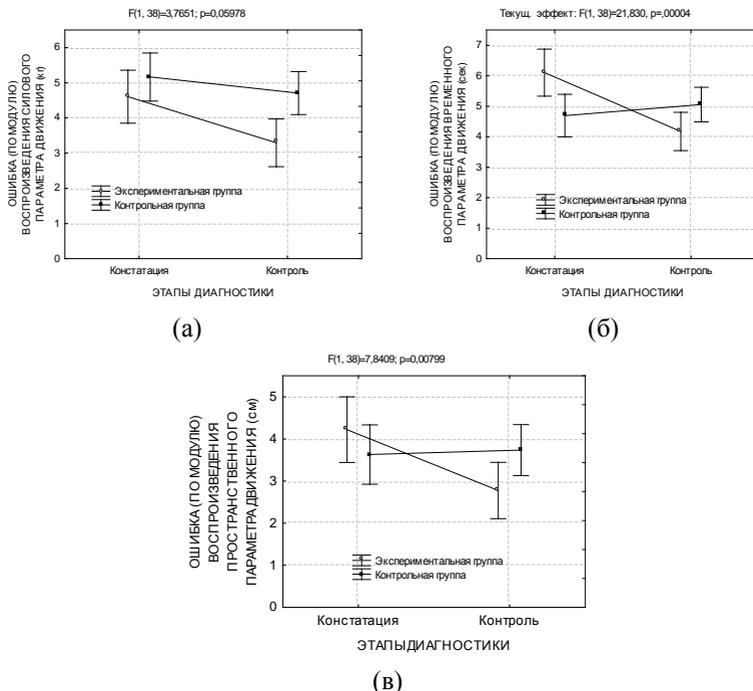 F(1, 38)=3,7651; p=0,05978
ОШИБКА (ПО МОДУЛЮ)
ВОСПРОИЗВЕДЕНИЯ СИЛОВОГО
ПАРАМЕТРА ДВИЖЕНИЯ (кг)
6
5
4
3
2
1
0
Экспериментальная группа
Контрольная группа
Констатация
Контроль
ЭТАПЫ ДИАГНОСТИКИ
(а)
Текущ. эффект: F(1, 38)=21,830, p=,00004
ОШИБКА (ПО МОДУЛЮ)
ВОСПРОИЗВЕДЕНИЯ ВРЕМЕННОГО
ПАРАМЕТРА ДВИЖЕНИЯ (сек)
7
6
5
4
3
2
1
0
Экспериментальная группа
Контрольная группа
Констатация
Контроль
ЭТАПЫ ДИАГНОСТИКИ
(б)
F(1, 38)=7,8409; p=0,00799
ОШИБКА (ПО МОДУЛЮ)
ВОСПРОИЗВЕДЕНИЯ
ПРОСТРАНСТВЕННОГО
ПАРАМЕТРА ДВИЖЕНИЯ (см)
5
4
3
2
1
0
Экспериментальная группа
Контрольная группа
Констатация
Контроль
ЭТАПЫ ДИАГНОСТИКИ
(в)